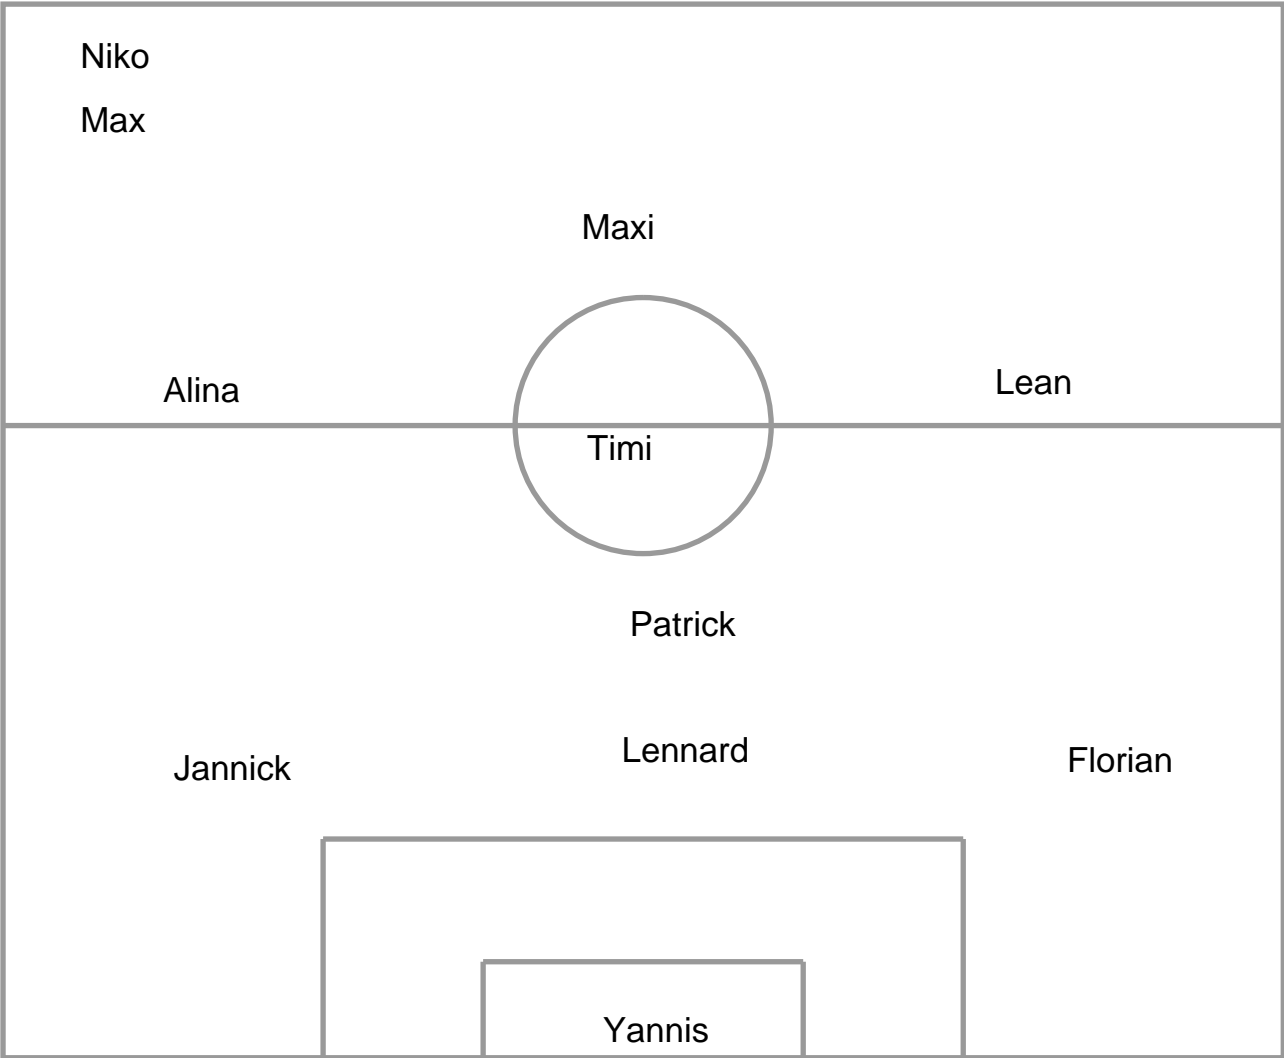 Niko
Max
Maxi
Alina
Lean
Timi
Patrick
Jannick
Lennard
Florian
Yannis